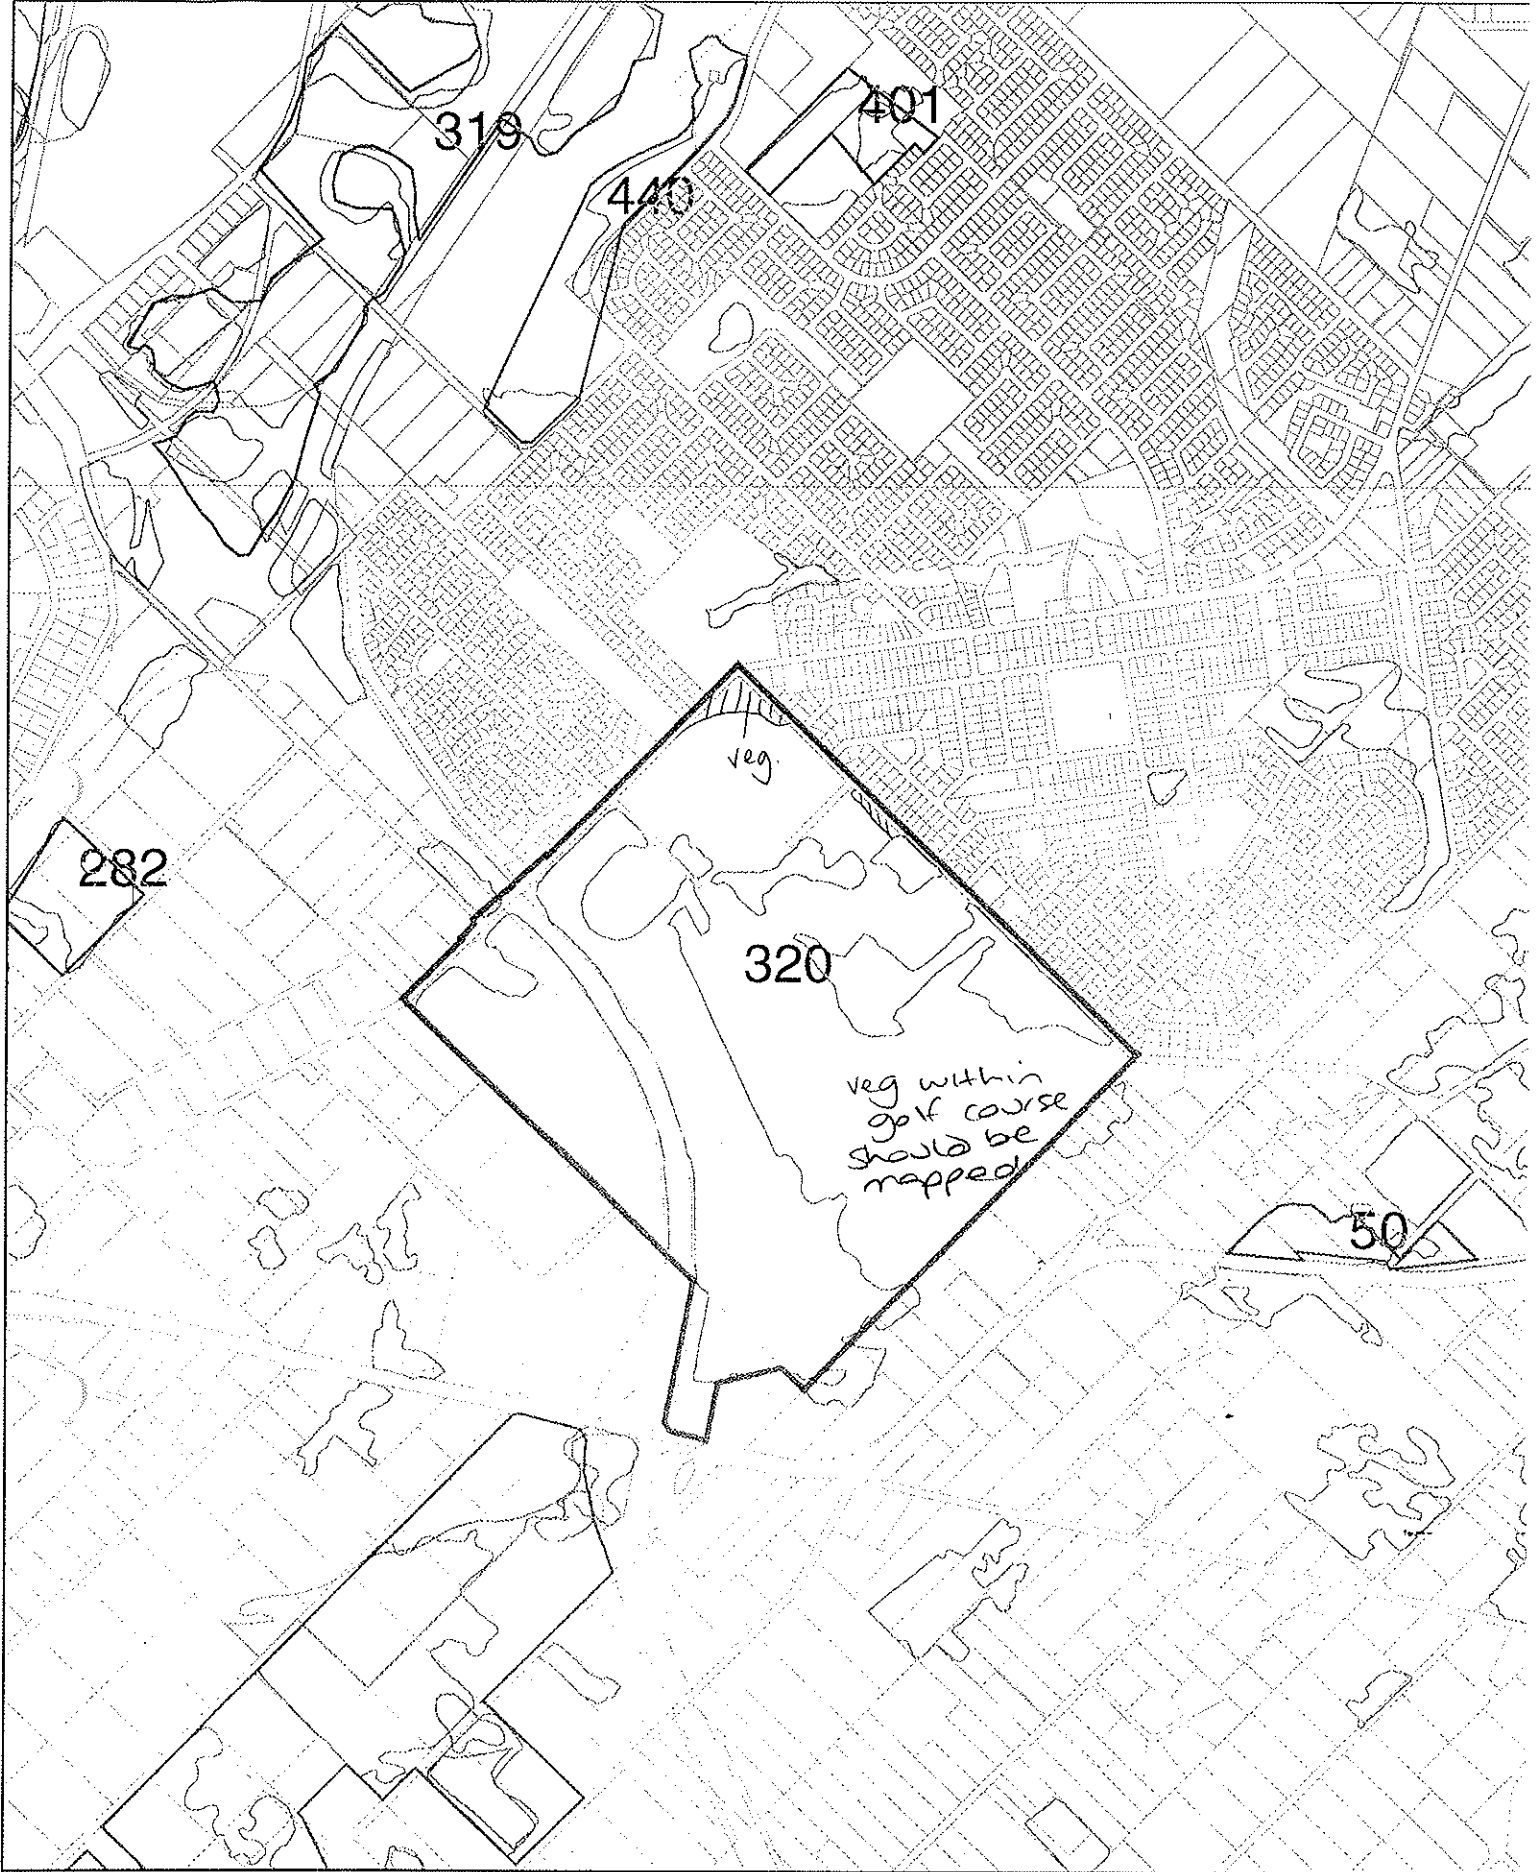 401
319
440
veg.
282
320
veg within
golf course
should be
mapped
50